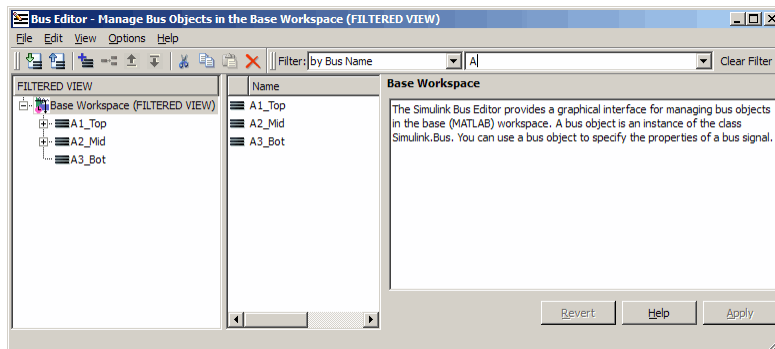 Bus Editor - Manage Bus Objects in the Base Workspace (FILTERED VIEW)
File Edit View Options Help
Filter: by Bus Name A Clear Filter
FILTERED VIEW
Base Workspace (FILTERED VIEW)
A1_Top
A2_Mid
A3_Bot
Name
A1_Top
A2_Mid
A3_Bot
Base Workspace
The Simulink Bus Editor provides a graphical interface for managing bus objects
in the base (MATLAB) workspace. A bus object is an instance of the class
Simulink.Bus. You can use a bus object to specify the properties of a bus signal.
Revert Help Apply